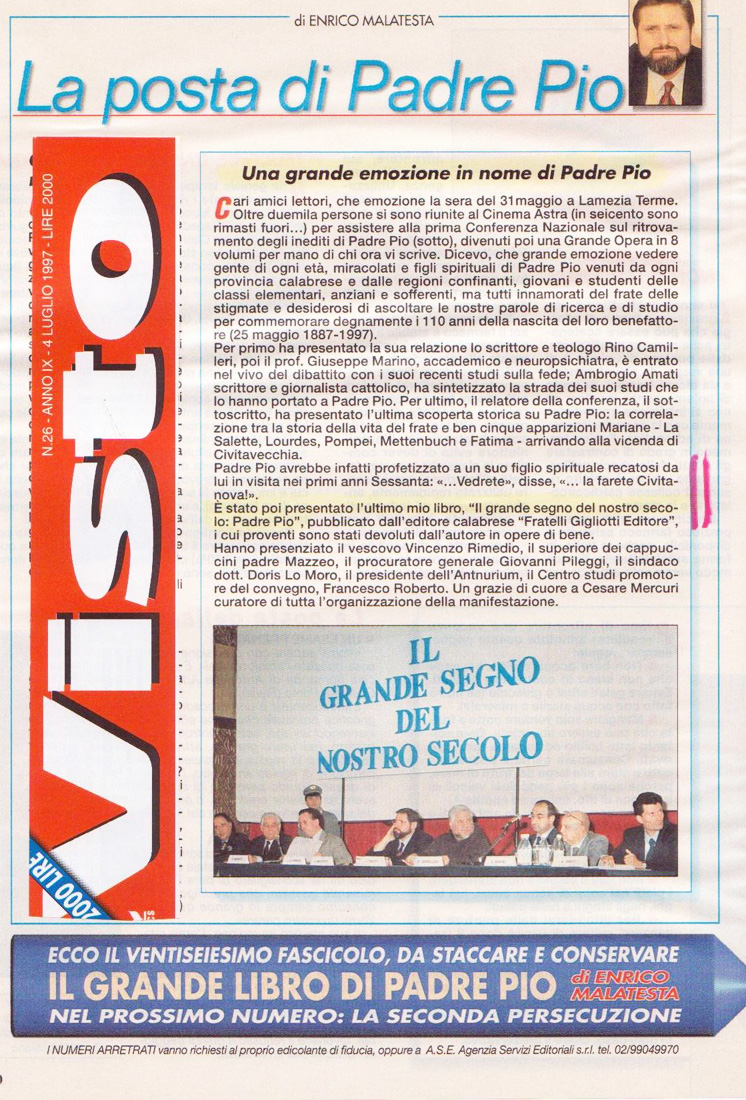 di ENRICO MALATESTA
La posta di Padre Pio
N.26 - ANNO IX - 4 LUGLIO 1997 - LIRE 2000
Visto
2000 LIRE
Una grande emozione in nome di Padre Pio
Cari amici lettori, che emozione la sera del 31maggio a Lamezia Terme.
Oltre duemila persone si sono riunite al Cinema Astra (in seicento sono
rimasti fuori...) per assistere alla prima Conferenza Nazionale sul ritrova-
mento degli inediti di Padre Pio (sotto), divenuti poi una Grande Opera in 8
volumi per mano di chi ora vi scrive. Dicevo, che grande emozione vedere
gente di ogni età, miracolati e figli spirituali di Padre Pio venuti da ogni
provincia calabrese e dalle regioni confinanti, giovani e studenti delle
classi elementari, anziani e sofferenti, ma tutti innamorati del frate delle
stigmate e desiderosi di ascoltare le nostre parole di ricerca e di studio
per commemorare degnamente i 110 anni della nascita del loro benefatto-
re (25 maggio 1887-1997).
Per primo ha presentato la sua relazione lo scrittore e teologo Rino Camil-
leri, poi il prof. Giuseppe Marino, accademico e neuropsichiatra, è entrato
nel vivo del dibattito con i suoi recenti studi sulla fede; Ambrogio Amati
scrittore e giornalista cattolico, ha sintetizzato la strada dei suoi studi che
lo hanno portato a Padre Pio. Per ultimo, il relatore della conferenza, il sot-
toscritto, ha presentato l'ultima scoperta storica su Padre Pio: la correla-
zione tra la storia della vita del frate e ben cinque apparizioni Mariane - La
Salette, Lourdes, Pompei, Mettenbuch e Fatima - arrivando alla vicenda di
Civitavecchia.
Padre Pio avrebbe infatti profetizzato a un suo figlio spirituale recatosi da
lui in visita nei primi anni Sessanta: «...Vedrete», disse, «... la farete Civita-
nova!».
È stato poi presentato l'ultimo mio libro, "Il grande segno del nostro seco-
lo: Padre Pio", pubblicato dall'editore calabrese "Fratelli Gigliotti Editore",
i cui proventi sono stati devoluti dall'autore in opere di bene.
Hanno presenziato il vescovo Vincenzo Rimedio, il superiore dei cappuc-
cini padre Mazzeo, il procuratore generale Giovanni Pileggi, il sindaco
dott. Doris Lo Moro, il presidente dell'Antnurium, il Centro studi promoto-
re del convegno, Francesco Roberto. Un grazie di cuore a Cesare Mercuri
curatore di tutta l'organizzazione della manifestazione.
IL
GRANDE SEGNO
DEL
NOSTRO SECOLO
ECCO IL VENTISEIESIMO FASCICOLO, DA STACCARE E CONSERVARE
IL GRANDE LIBRO DI PADRE PIO di ENRICO MALATESTA
NEL PROSSIMO NUMERO: LA SECONDA PERSECUZIONE
I NUMERI ARRETRATI vanno richiesti al proprio edicolante di fiducia, oppure a A.S.E. Agenzia Servizi Editoriali s.r.l. tel. 02/99049970